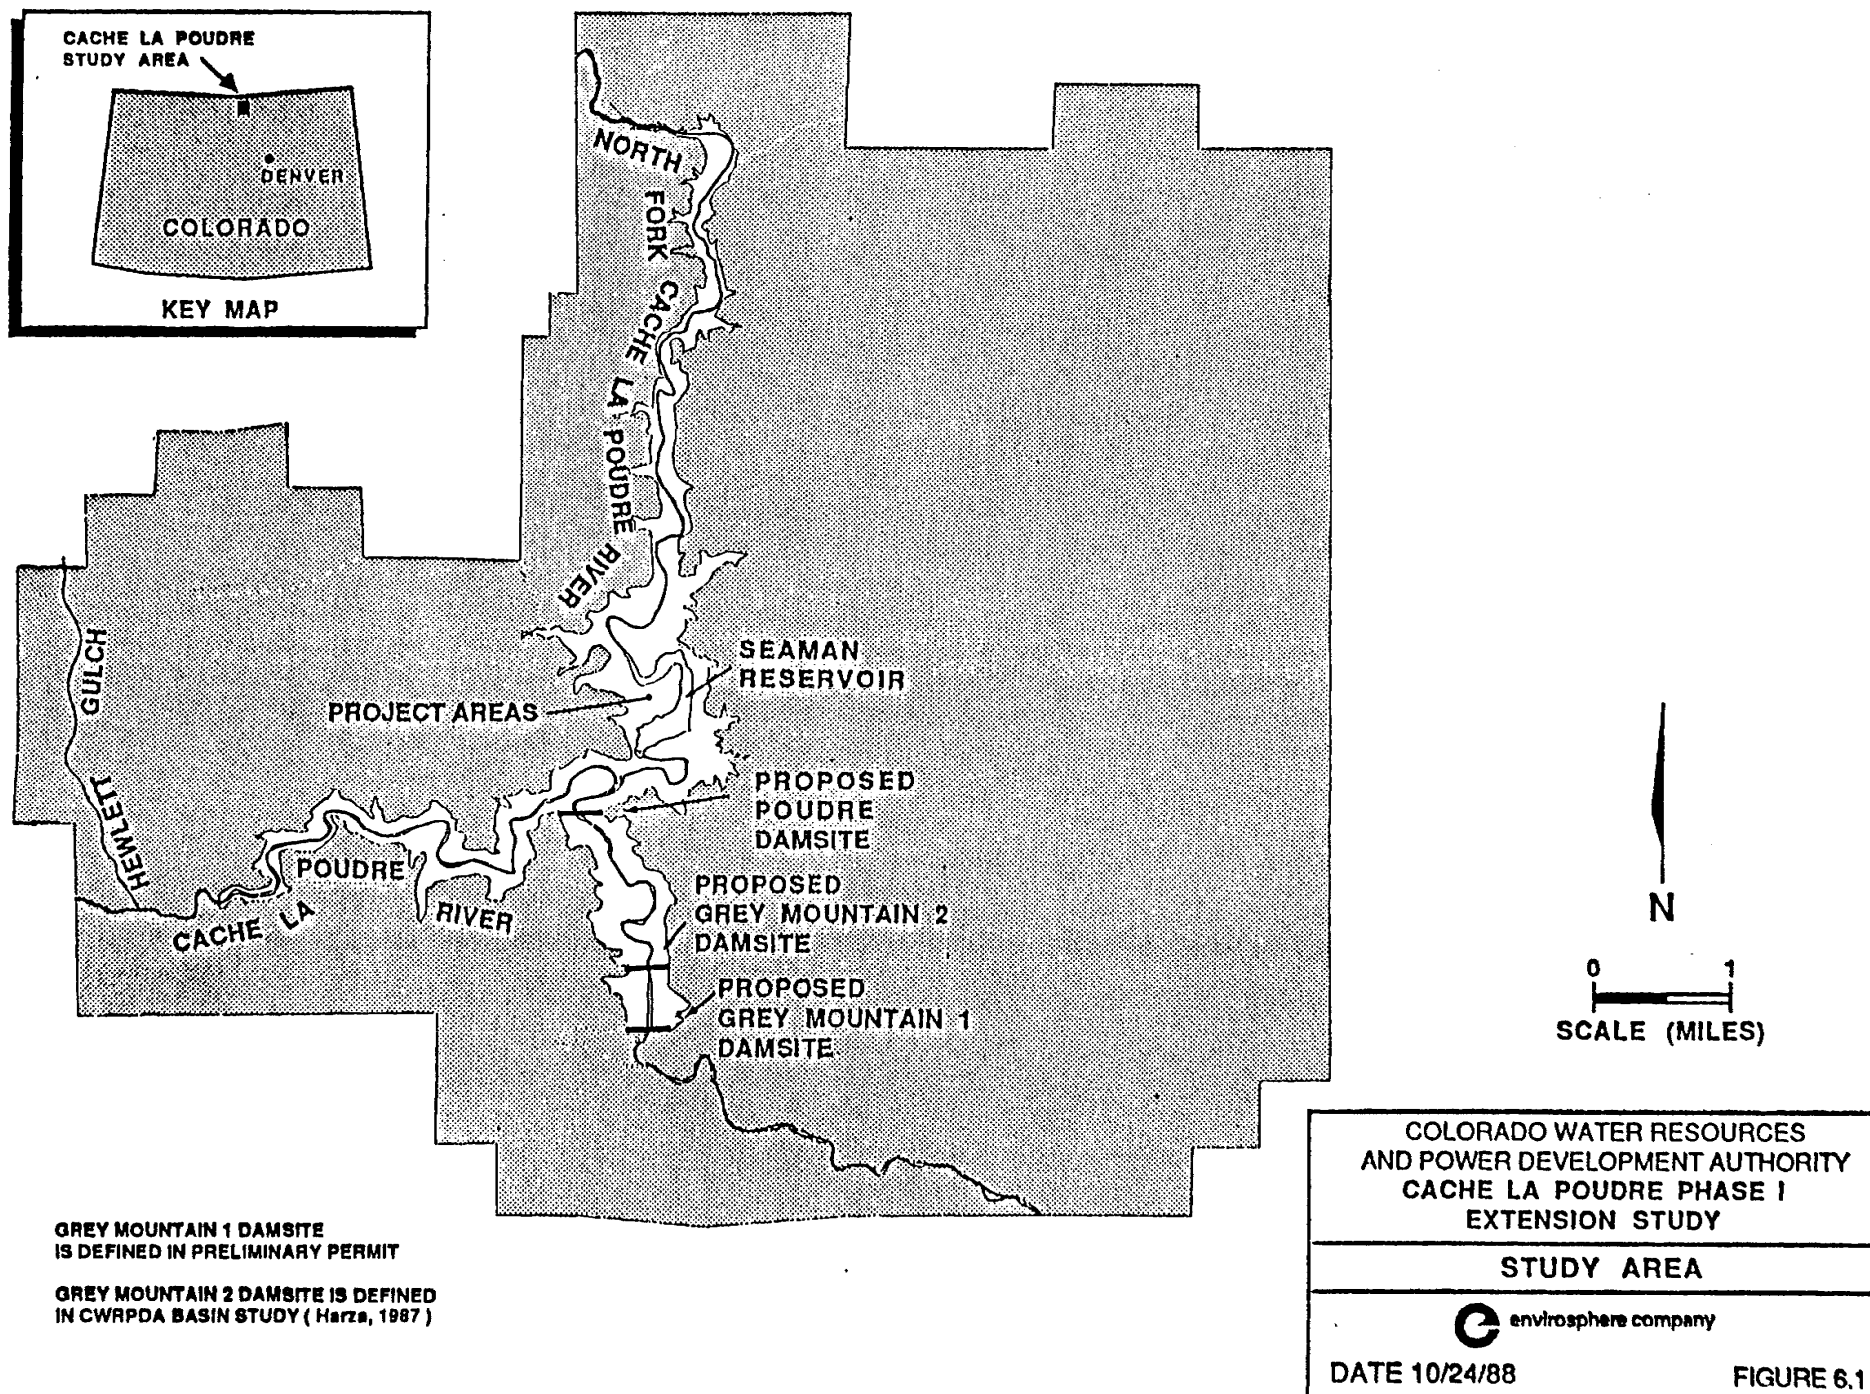 CACHE LA POUDRE
STUDY AREA
DENVER
COLORADO
KEY MAP
NORTH
FORK
CACHE
LA
POUDRE
RIVER
SEAMAN
RESERVOIR
PROJECT AREAS
GULCH
HEWLETT
PROPOSED
POUDRE
DAMSITE
POUDRE
CACHE LA
RIVER
PROPOSED
GREY MOUNTAIN 2
DAMSITE
PROPOSED
GREY MOUNTAIN 1
DAMSITE
N
0 1
SCALE (MILES)
GREY MOUNTAIN 1 DAMSITE
IS DEFINED IN PRELIMINARY PERMIT
GREY MOUNTAIN 2 DAMSITE IS DEFINED
IN CWRPDA BASIN STUDY ( Harza, 1987 )
COLORADO WATER RESOURCES
AND POWER DEVELOPMENT AUTHORITY
CACHE LA POUDRE PHASE I
EXTENSION STUDY
STUDY AREA
envirosphere company
DATE 10/24/88 FIGURE 6.1